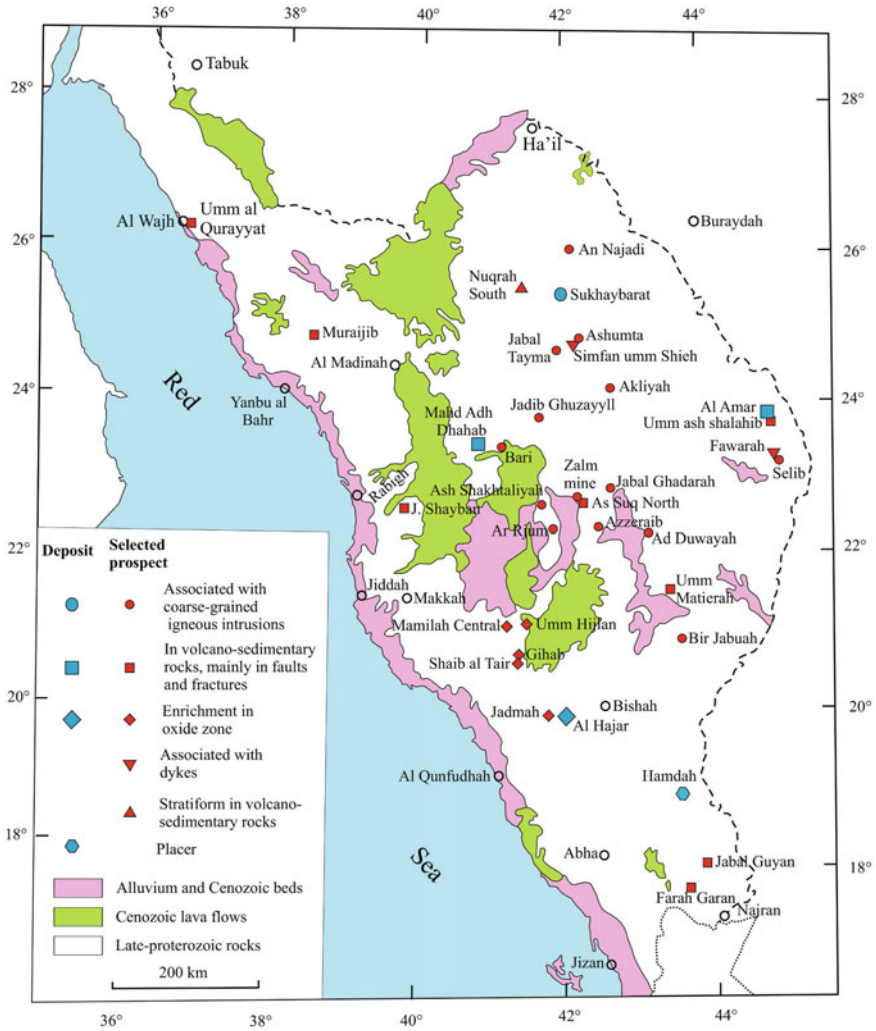 36°
38°
40°
42°
44°
Tabuk
28°
28°
Ha'il
Al Wajh
Umm al
Qurayyat
Buraydah
26°
26°
An Najadi
Nuqrah
South
Sukhaybarat
Muraijib
Jabal
Tayma
Ashumta
Simfan umm Shieh
Al Madinah
Red
24°
24°
Yanbu al
Bahr
Akliyah
Mahd Adh
Dhahab
Jadib Ghuzayyll
Al Amar
Umm ash shalahib
Bari
Fawarah
Selib
Rabigh
Ash Shakhtaliyah
Zalm
mine
Jabal Ghadarah
J. Shayban
As Suq North
Ar Rjum
Azzeraib
Ad Duwayah
22°
22°
Deposit
Selected
prospect
Associated with
coarse-grained
igneous intrusions
In volcano-sedimentary
rocks, mainly in faults
and fractures
Enrichment in
oxide zone
Associated with
dykes
Stratiform in volcano-
sedimentary rocks
Placer
Alluvium and Cenozoic beds
Cenozoic lava flows
Late-proterozoic rocks
200 km
Jiddah
Makkah
Umm
Matierah
Mamilah Central
Umm Hijlan
Bir Jabuah
Gihab
Shaib al Tair
20°
20°
Jadmah
Bishah
Al Hajar
Al Qunfudhah
Hamdah
18°
18°
Sea
Abha
Jabal Guyan
Farah Garan
Najran
Jizan
36°
38°
40°
42°
44°